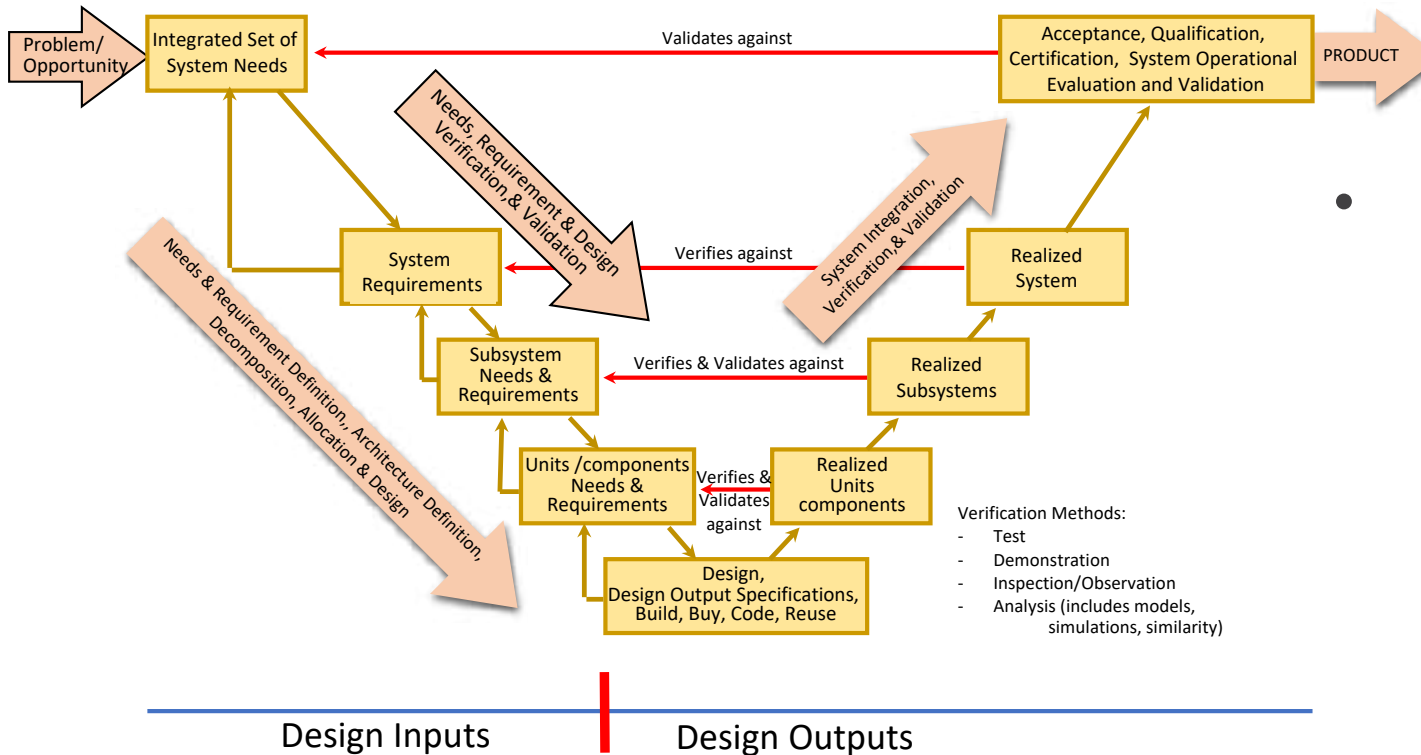 Problem/
Opportunity
Integrated Set of
System Needs
Validates against
Acceptance, Qualification,
Certification, System Operational
Evaluation and Validation
PRODUCT
Needs, Requirement & Design
Verification,& Validation
System Integration,
Verification,& Validation
Needs & Requirement Definition,, Architecture Definition,
Decomposition, Allocation & Design
System
Requirements
Verifies against
Realized
System
Subsystem
Needs &
Requirements
Verifies & Validates against
Realized
Subsystems
Units /components
Needs &
Requirements
Verifies &
Validates
against
Realized
Units
components
Design,
Design Output Specifications,
Build, Buy, Code, Reuse
Verification Methods:
- Test
- Demonstration
- Inspection/Observation
- Analysis (includes models,
simulations, similarity)
Design Inputs
Design Outputs